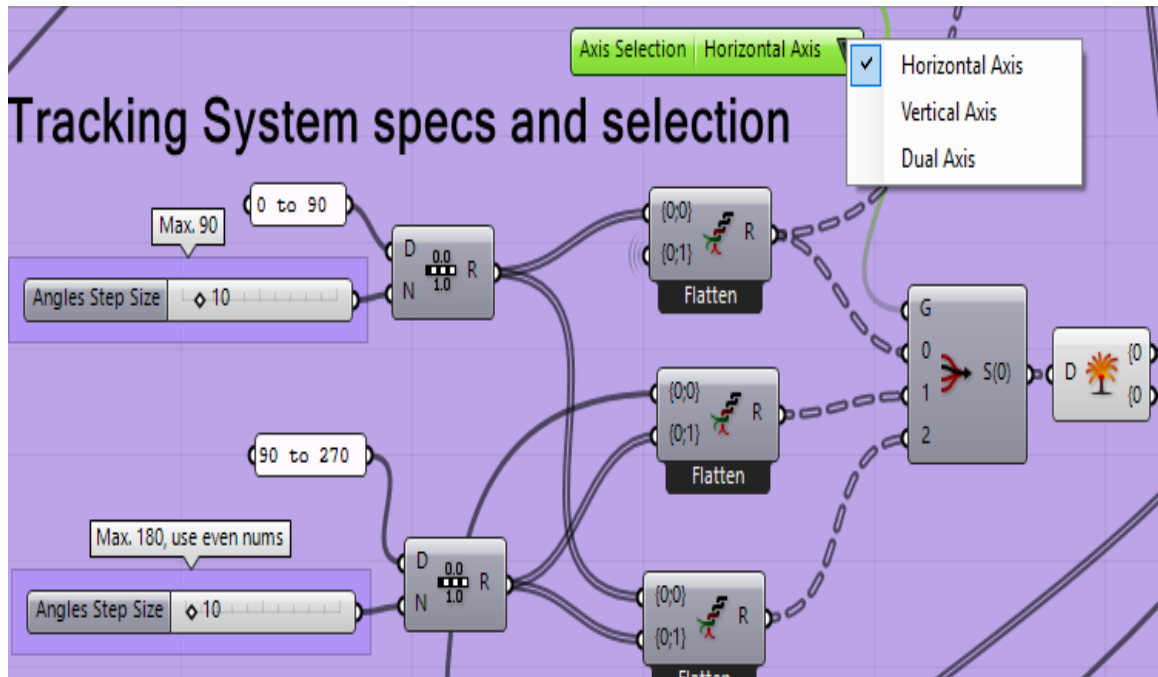 Axis Selection Horizontal Axis
Horizontal Axis
Vertical Axis
Dual Axis
Tracking System specs and selection
0 to 90
Max. 90
Angles Step Size 10
D
N
0.0
1.0
R
{0;0}
{0;1}
R
Flatten
G
0
1
2
S(0)
D
{0
{0
{0;0}
{0;1}
R
Flatten
90 to 270
Max. 180, use even nums
Angles Step Size 10
D
N
0.0
1.0
R
{0;0}
{0;1}
R
Flatten